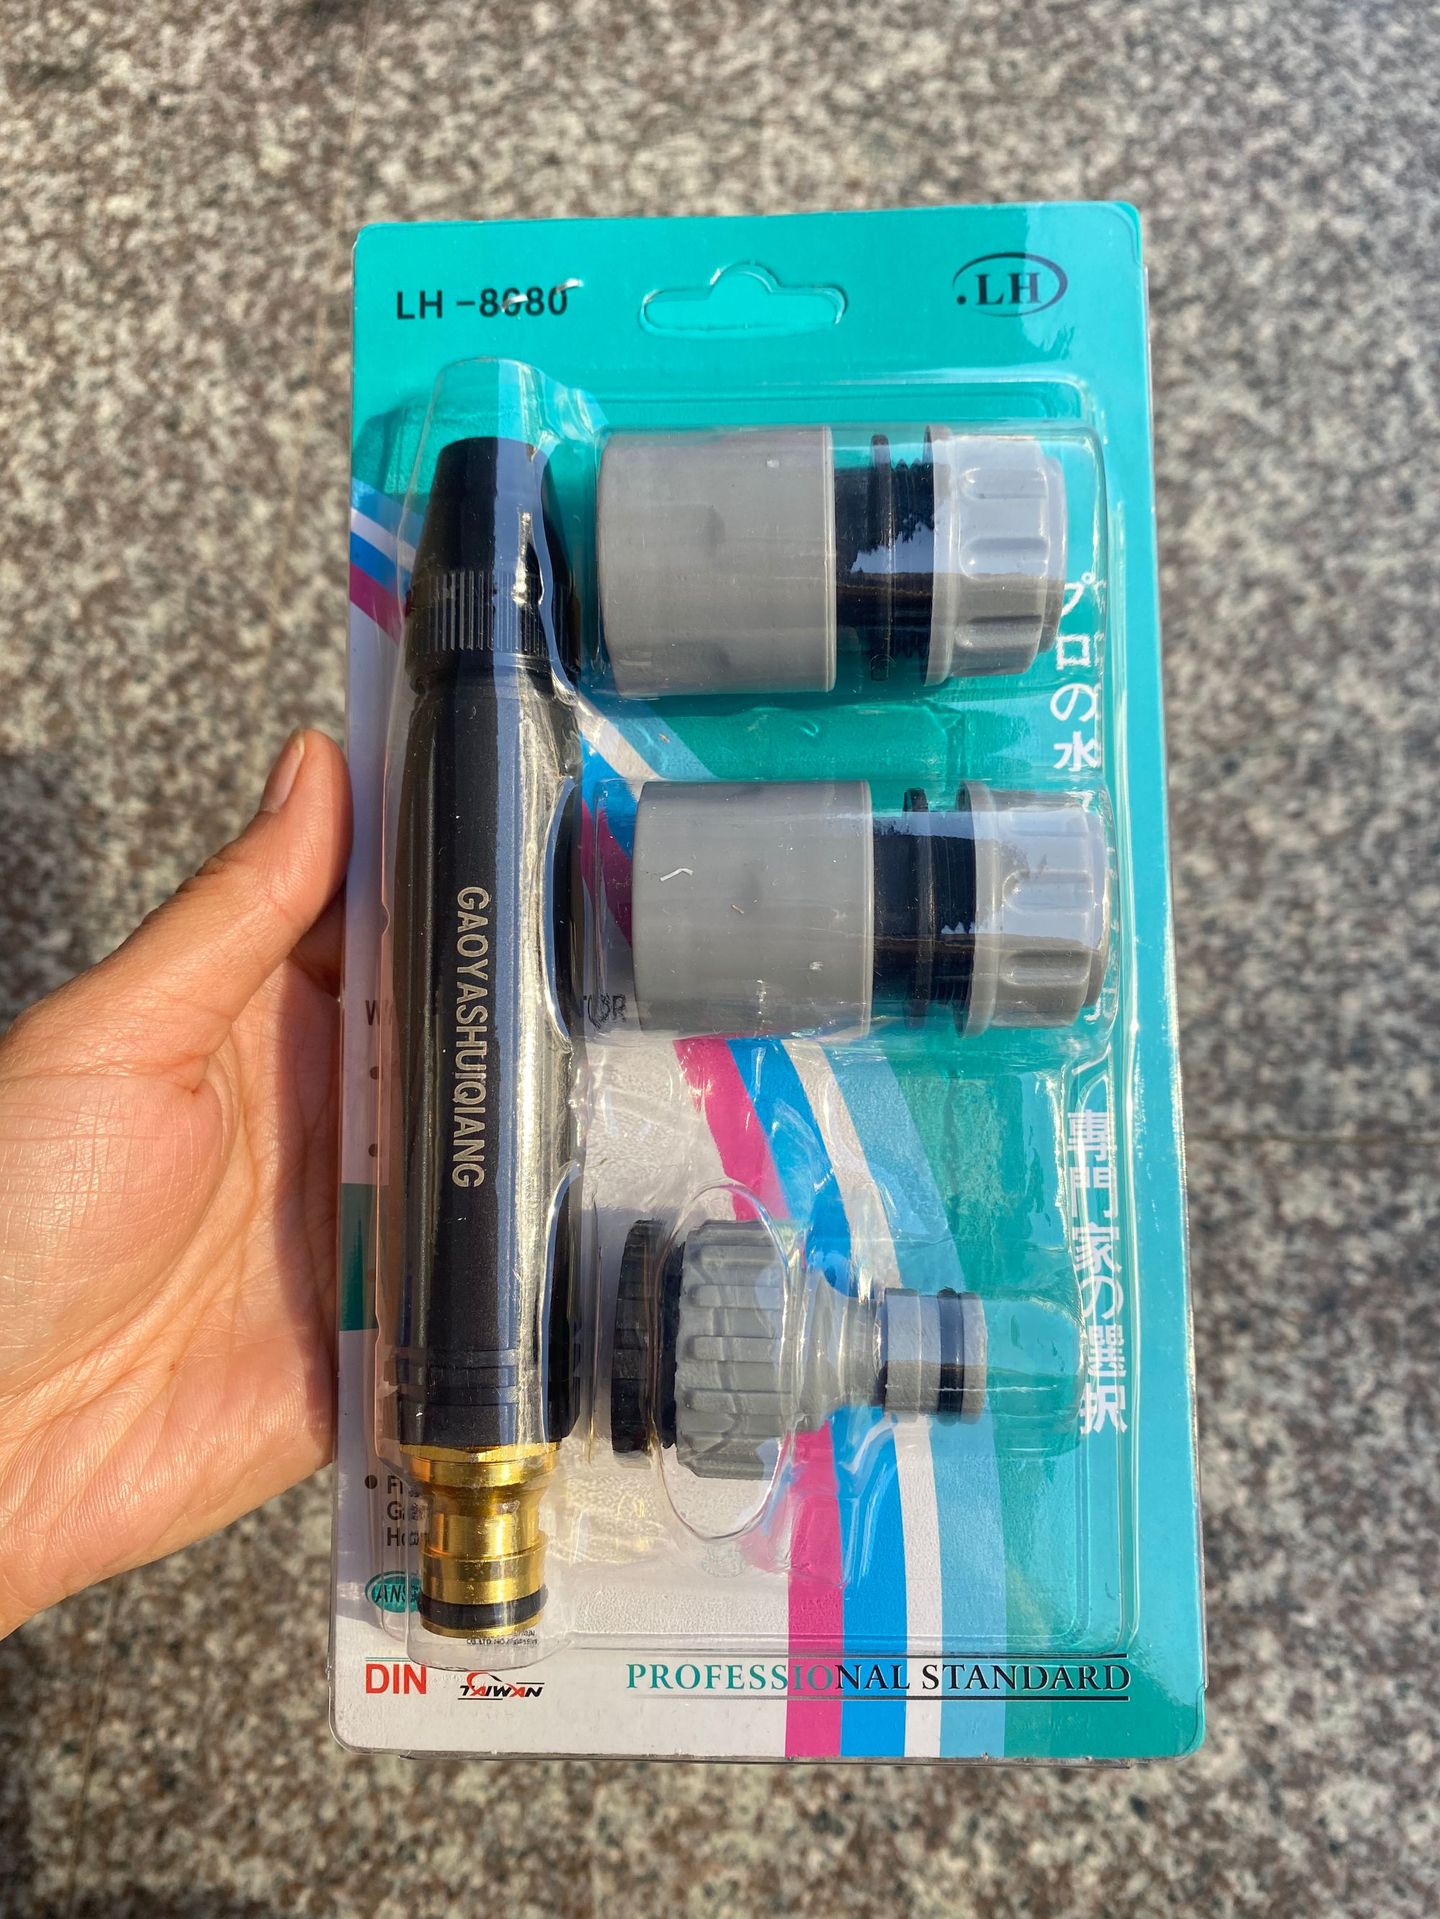 LH -8080
.LH
プロの水
GAOYASHUIQIANG
専門家の選択
DIN
TAIWAN
PROFESSIONAL STANDARD